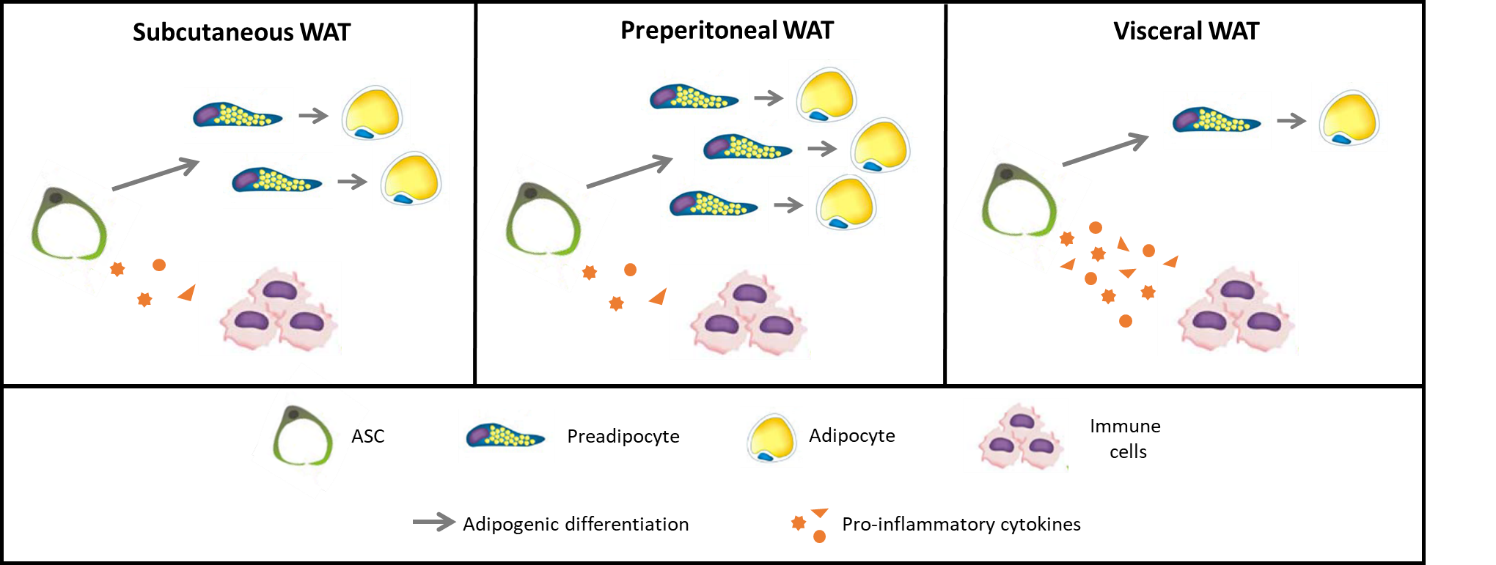 Subcutaneous WAT
Preperitoneal WAT
Visceral WAT
ASC
Preadipocyte
Adipocyte
Immune
cells
Adipogenic differentiation
Pro-inflammatory cytokines